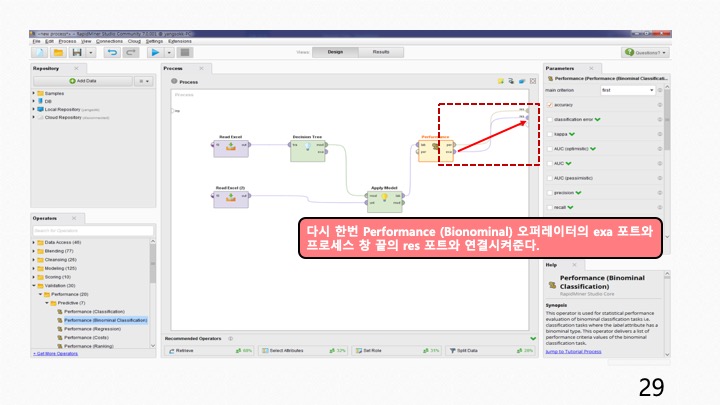 <new process*> – RapidMiner Studio Community 7.0.001 @ yangsolo-PC
File Edit Process View Connections Cloud Settings Extensions
Views: Design Results Questions?
Repository
Add Data
Samples
DB
Local Repository (yangsolo)
Cloud Repository (disconnected)
Operators
Search for Operators
Data Access (46)
Blending (77)
Cleansing (29)
Modeling (125)
Scoring (10)
Validation (30)
Performance (20)
Predictive (7)
Performance (Classification)
Performance (Binominal Classification)
Performance (Regression)
Performance (Costs)
Performance (Ranking)
Get More Operators
Process
Process
Process
inp
res
res
Read Excel
Decision Tree
Performance
Read Excel (2)
Apply Model
다시 한번 Performance (Bionominal) 오퍼레이터의 exa 포트와
프로세스 창 끝의 res 포트와 연결시켜준다.
Recommended Operators
Retrieve
Select Attributes
Set Role
Split Data
Parameters
Performance (Performance (Binominal Classificati...
main criterion first
accuracy
classification error
kappa
AUC (optimistic)
AUC
AUC (pessimistic)
precision
recall
Help
Performance (Binominal
Classification)
RapidMiner Studio Core
Synopsis
This operator is used for statistical performance
evaluation of binominal classification tasks i.e.
classification tasks where the label attribute has a
binominal type. This operator delivers a list of
performance criteria values of the binominal
classification task.
Jump to Tutorial Process
29